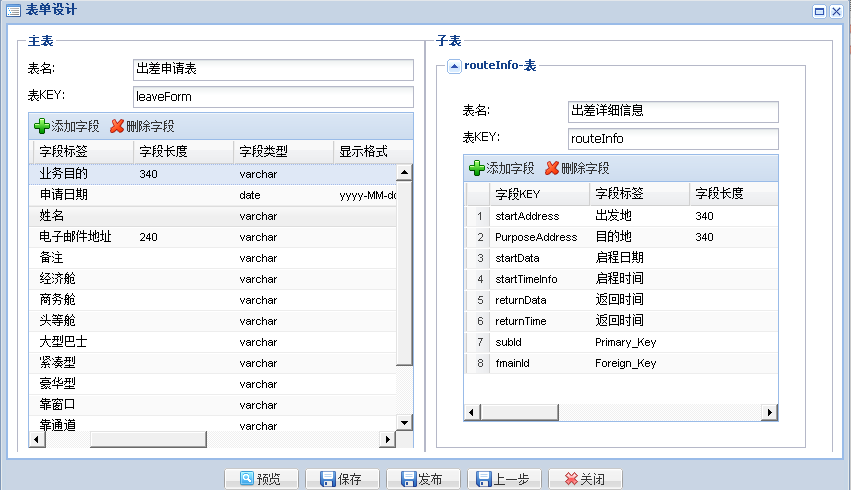 表单设计
主表
表名:
出差申请表
表KEY:
leaveForm
添加字段 删除字段
字段标签 字段长度 字段类型 显示格式
业务目的 340 varchar
申请日期 date yyyy-MM-dd
姓名 varchar
电子邮件地址 240 varchar
备注 varchar
经济舱 varchar
商务舱 varchar
头等舱 varchar
大型巴士 varchar
紧凑型 varchar
豪华型 varchar
靠窗口 varchar
靠通道 varchar
子表
routeInfo-表
表名:
出差详细信息
表KEY:
routeInfo
添加字段 删除字段
字段KEY 字段标签 字段长度
1 startAddress 出发地 340
2 PurposeAddress 目的地 340
3 startData 启程日期
4 startTimeInfo 启程时间
5 returnData 返回时间
6 returnTime 返回时间
7 subId Primary_Key
8 fmainId Foreign_Key
预览 保存 发布 上一步 关闭